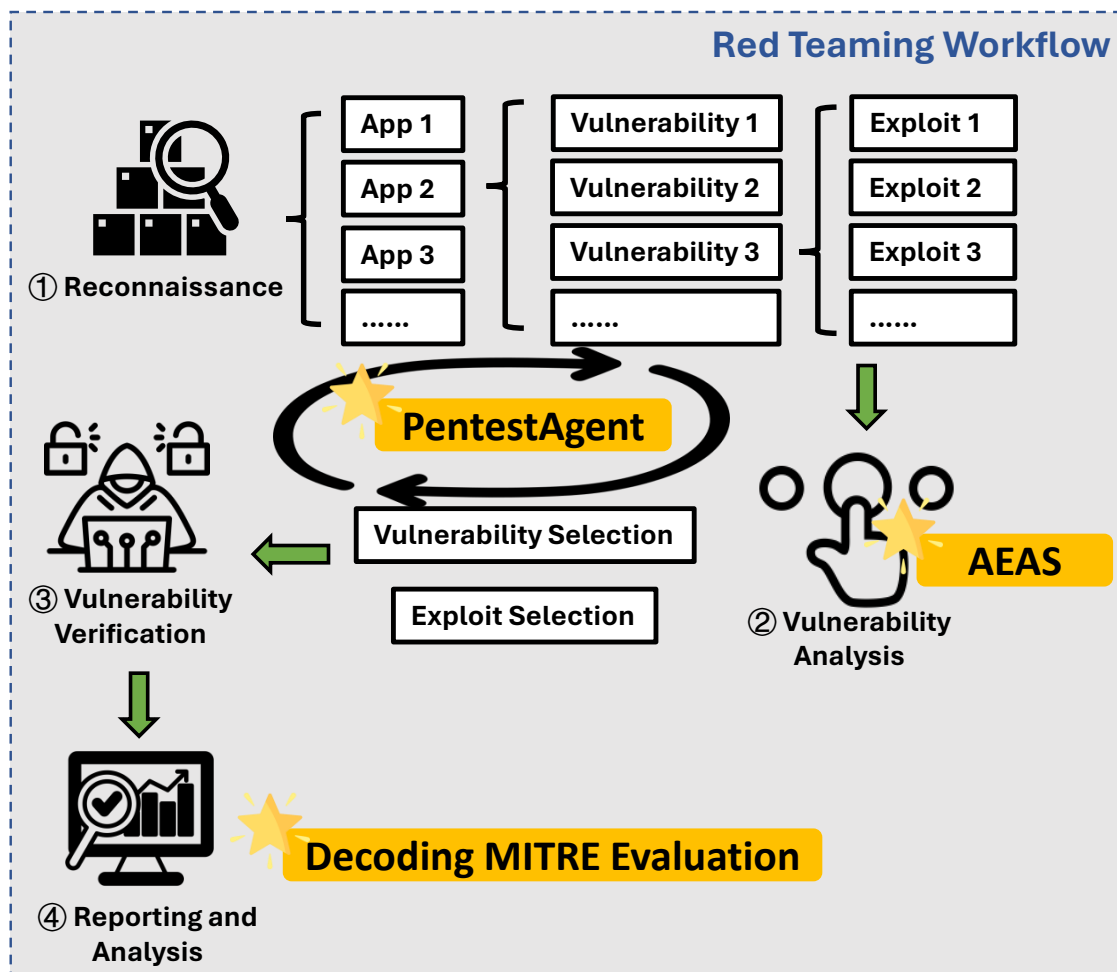 Red Teaming Workflow
App 1
App 2
App 3
......
Vulnerability 1
Vulnerability 2
Vulnerability 3
......
Exploit 1
Exploit 2
Exploit 3
......
① Reconnaissance
PentestAgent
AEAS
② Vulnerability
Analysis
Vulnerability Selection
Exploit Selection
③ Vulnerability
Verification
Decoding MITRE Evaluation
④ Reporting and
Analysis